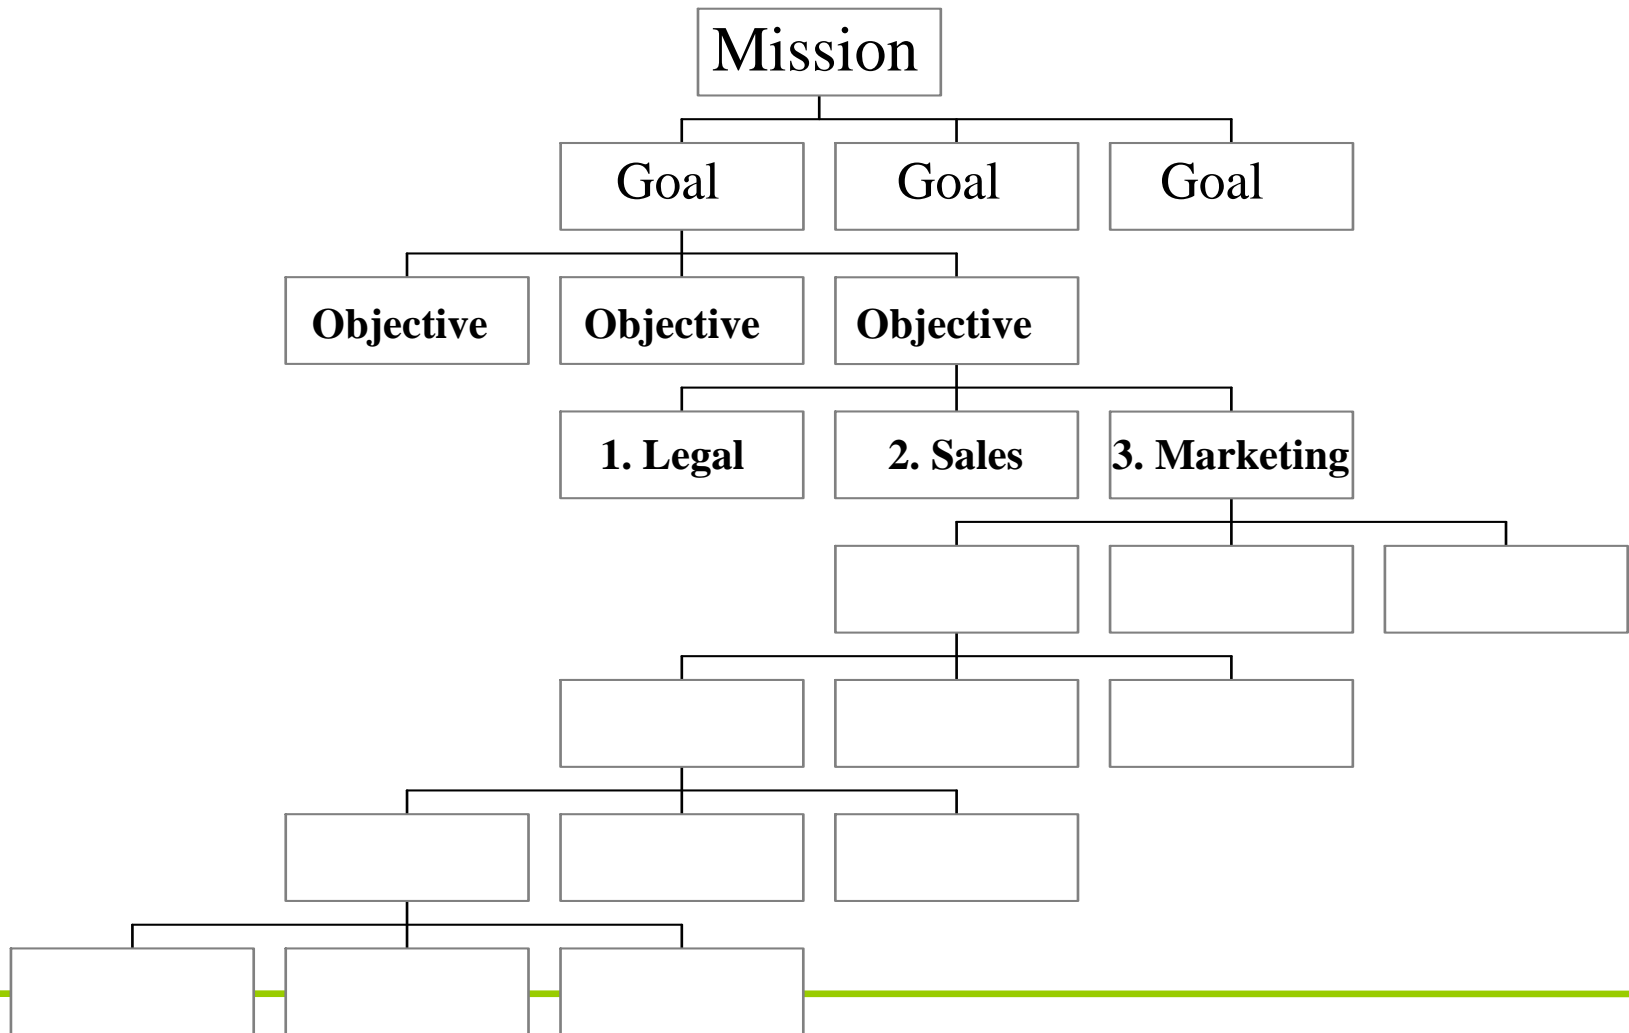 Mission
Goal Goal Goal
Objective Objective Objective
1. Legal 2. Sales 3. Marketing